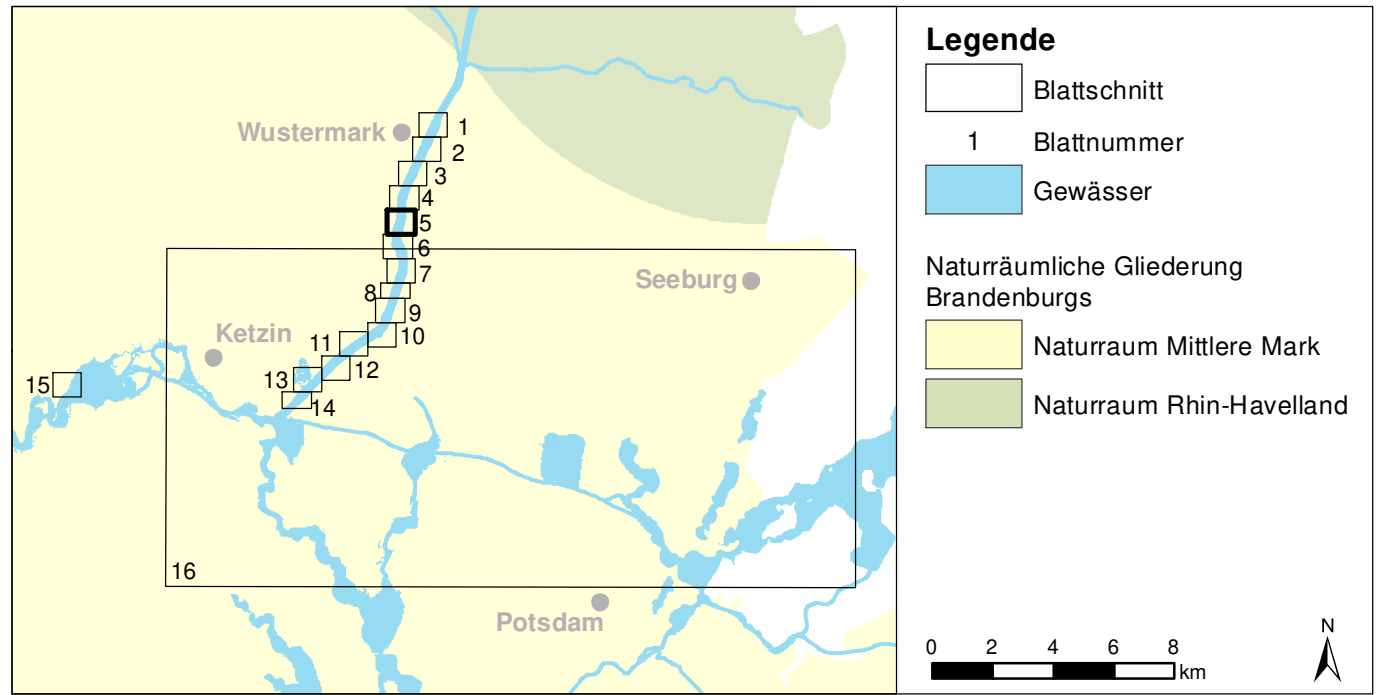 Wustermark
1
2
3
4
5
6
7
8
9
10
11
12
13
14
15
16
Seeburg
Ketzin
Potsdam
Legende
Blattschnitt
1 Blattnummer
Gewässer
Naturräumliche Gliederung
Brandenburgs
Naturraum Mittlere Mark
Naturraum Rhin-Havelland
0 2 4 6 8
km
N